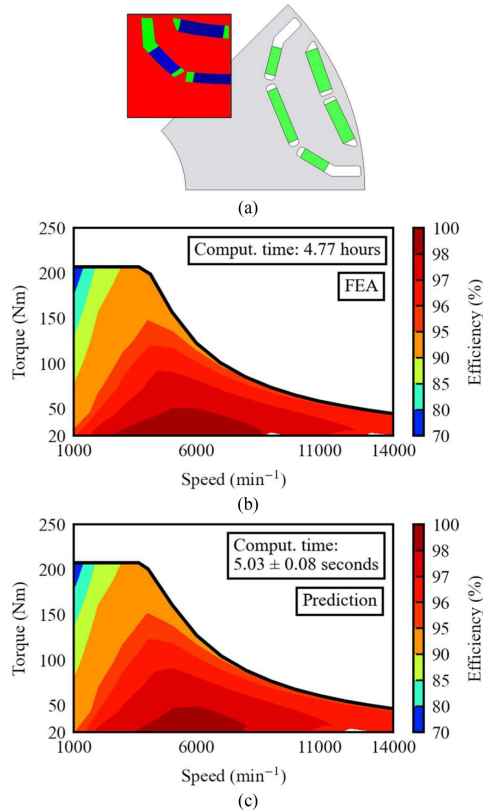 (a)
250
200
150
100
50
20
Torque (Nm)
Comput. time: 4.77 hours
FEA
1000
6000
11000
14000
Speed (min⁻¹)
100
98
97
96
95
90
85
80
70
Efficiency (%)
(b)
250
200
150
100
50
20
Torque (Nm)
Comput. time:
5.03 ± 0.08 seconds
Prediction
1000
6000
11000
14000
Speed (min⁻¹)
100
98
97
96
95
90
85
80
70
Efficiency (%)
(c)